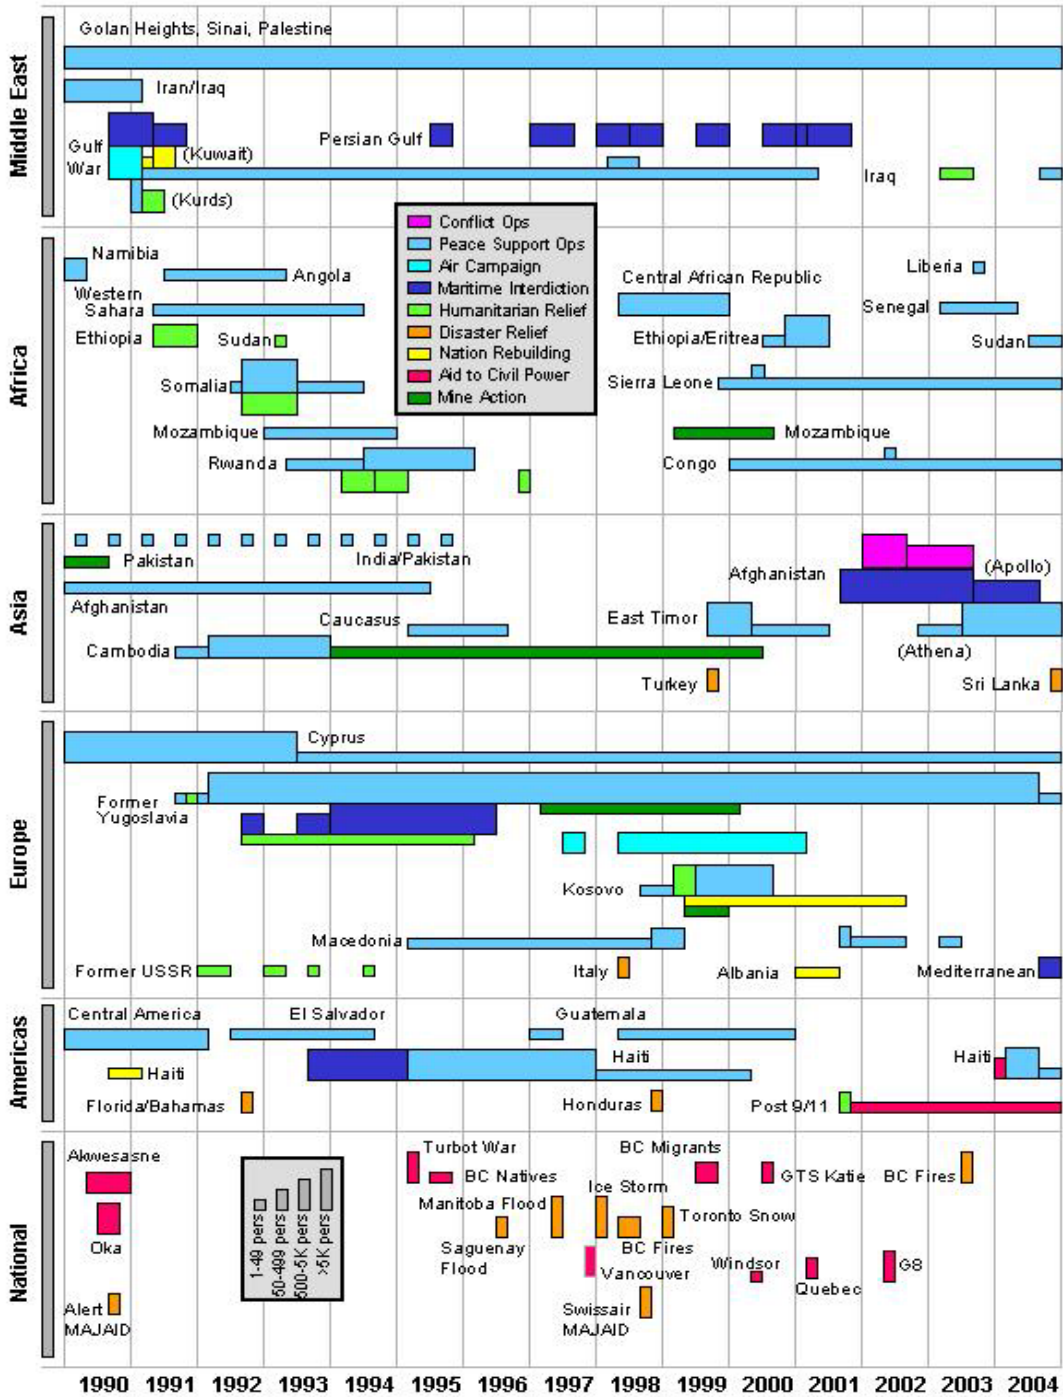 Middle East
Golan Heights, Sinai, Palestine
Iran/Iraq
Gulf
War
(Kuwait)
(Kurds)
Persian Gulf
Iraq
Conflict Ops
Peace Support Ops
Air Campaign
Maritime Interdiction
Humanitarian Relief
Disaster Relief
Nation Rebuilding
Aid to Civil Power
Mine Action
Africa
Namibia
Angola
Western
Sahara
Ethiopia
Sudan
Somalia
Mozambique
Rwanda
Central African Republic
Liberia
Senegal
Ethiopia/Eritrea
Sudan
Sierra Leone
Mozambique
Congo
Asia
Pakistan
India/Pakistan
Afghanistan
Caucasus
Cambodia
Afghanistan
(Apollo)
East Timor
(Athena)
Turkey
Sri Lanka
Europe
Cyprus
Former
Yugoslavia
Kosovo
Macedonia
Former USSR
Italy
Albania
Mediterranean
Americas
Central America
El Salvador
Guatemala
Haiti
Haiti
Haiti
Florida/Bahamas
Honduras
Post 9/11
National
Akwesasne
Oka
Alert
MAJAID
1-49 pers
50-499 pers
500-5K pers
>5K pers
Turbot War
BC Natives
BC Migrants
GTS Katie
BC Fires
Manitoba Flood
Ice Storm
Toronto Snow
Saguenay
Flood
BC Fires
Vancouver
Windsor
Quebec
G8
Swissair
MAJAID
1990 1991 1992 1993 1994 1995 1996 1997 1998 1999 2000 2001 2002 2003 2004